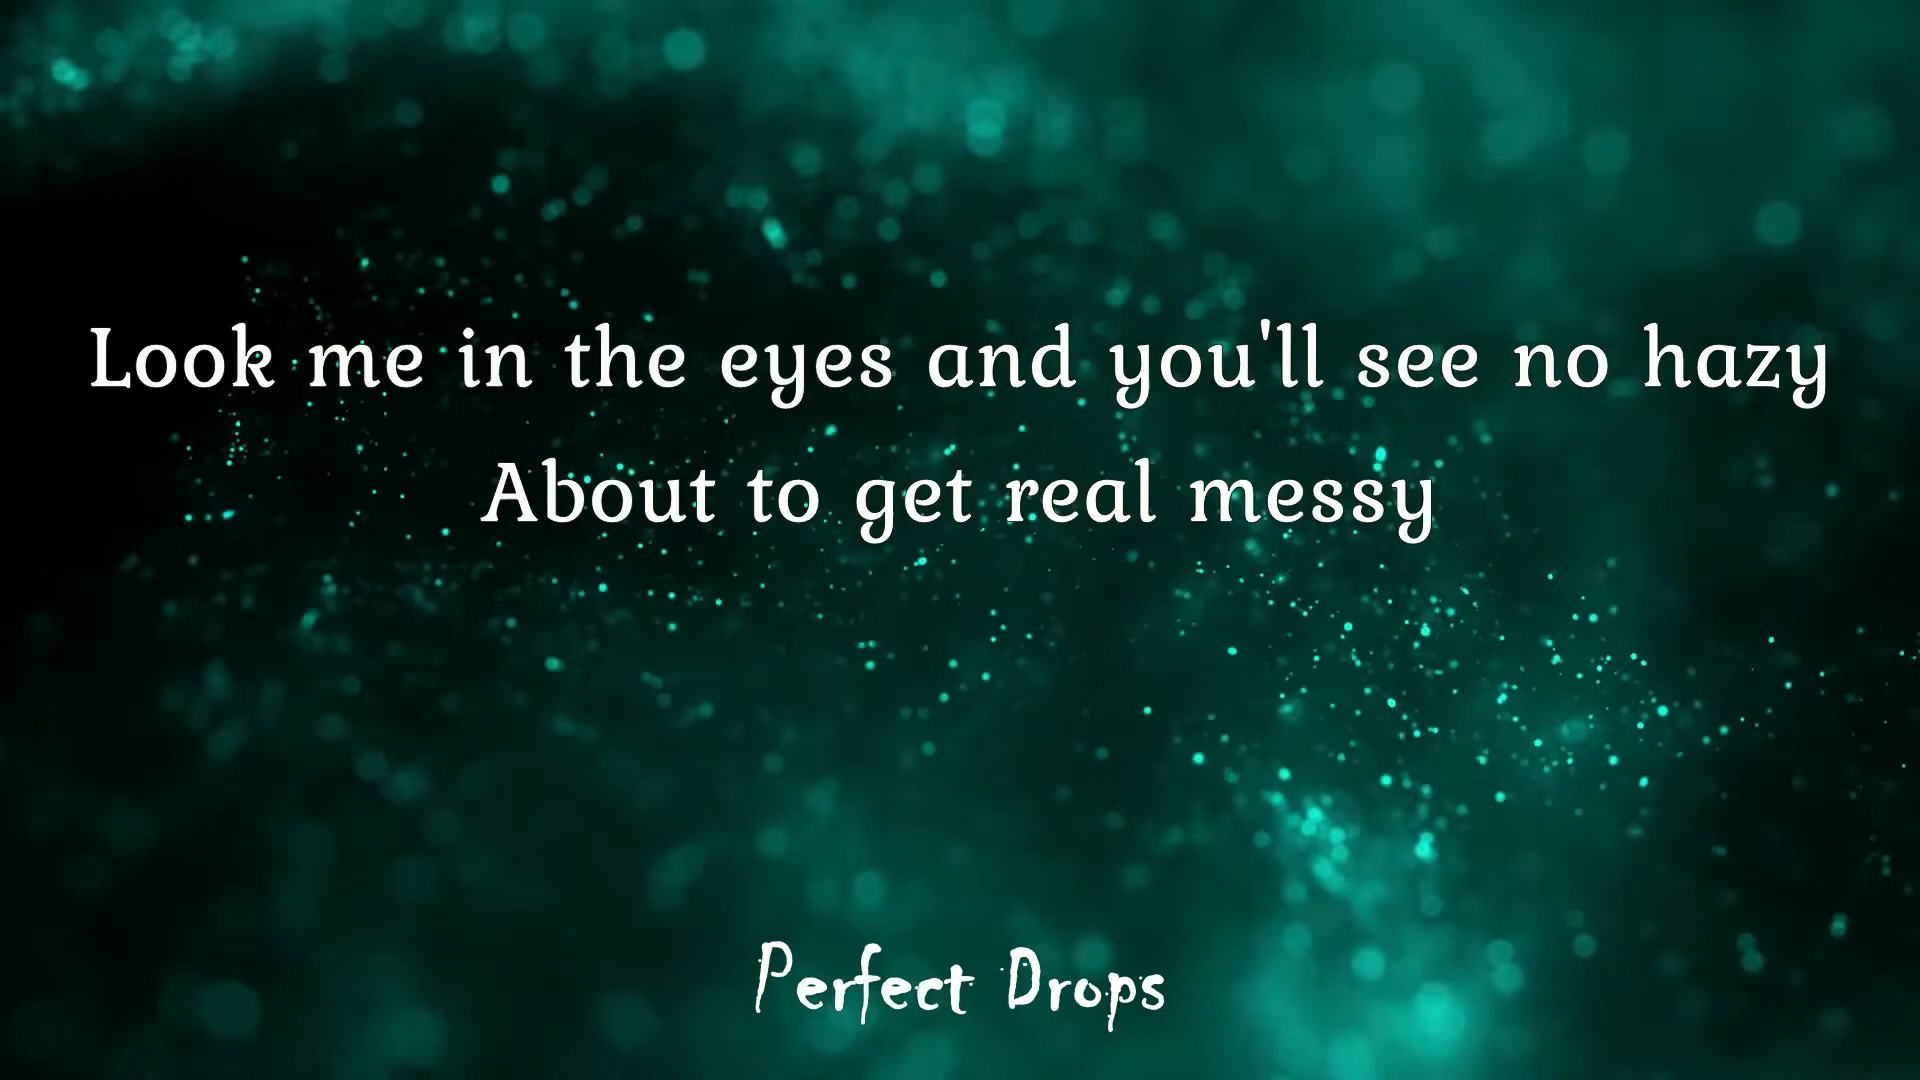 Look me in the eyes and you'll see no hazy
About to get real messy
Perfect Drops